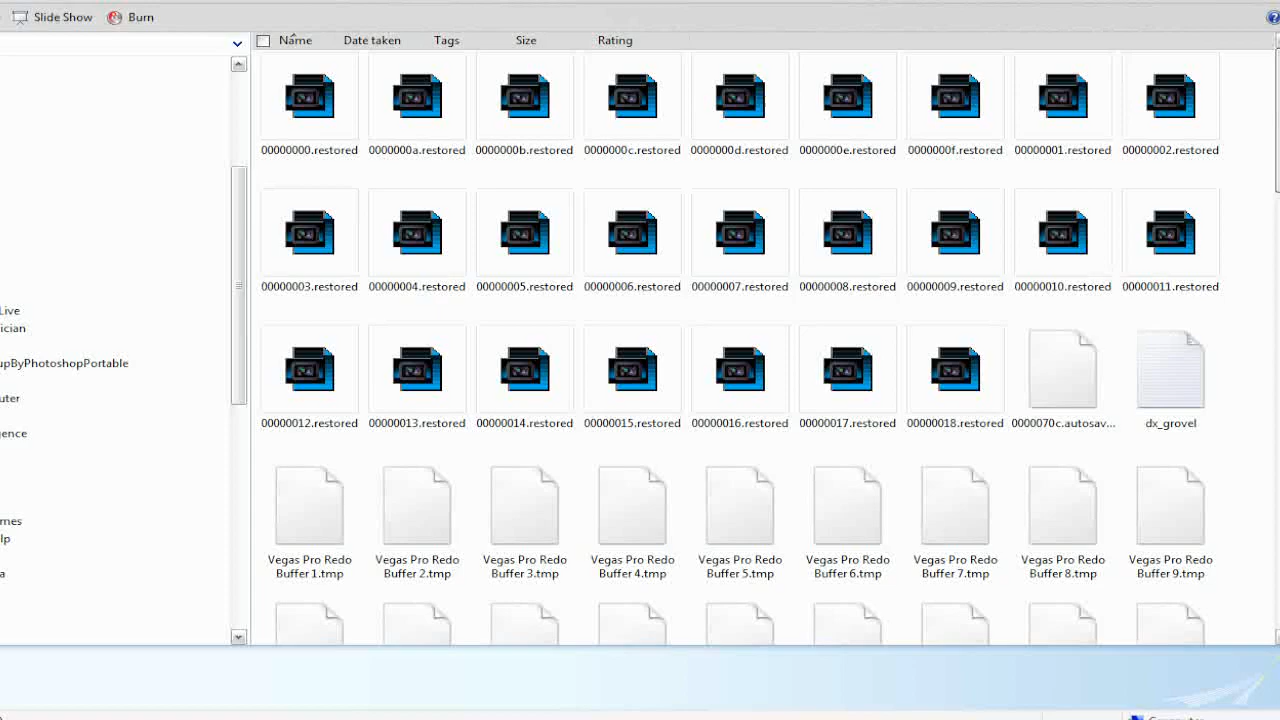 Slide Show Burn
Name Date taken Tags Size Rating
00000000.restored 0000000a.restored 0000000b.restored 0000000c.restored 0000000d.restored 0000000e.restored 0000000f.restored 00000001.restored 00000002.restored
00000003.restored 00000004.restored 00000005.restored 00000006.restored 00000007.restored 00000008.restored 00000009.restored 00000010.restored 00000011.restored
Live
ician
upByPhotoshopPortable
uter
gence
mes
lp
a
00000012.restored 00000013.restored 00000014.restored 00000015.restored 00000016.restored 00000017.restored 00000018.restored 0000070c.autosav... dx_grovel
Vegas Pro Redo Vegas Pro Redo Vegas Pro Redo Vegas Pro Redo Vegas Pro Redo Vegas Pro Redo Vegas Pro Redo Vegas Pro Redo Vegas Pro Redo
Buffer 1.tmp Buffer 2.tmp Buffer 3.tmp Buffer 4.tmp Buffer 5.tmp Buffer 6.tmp Buffer 7.tmp Buffer 8.tmp Buffer 9.tmp